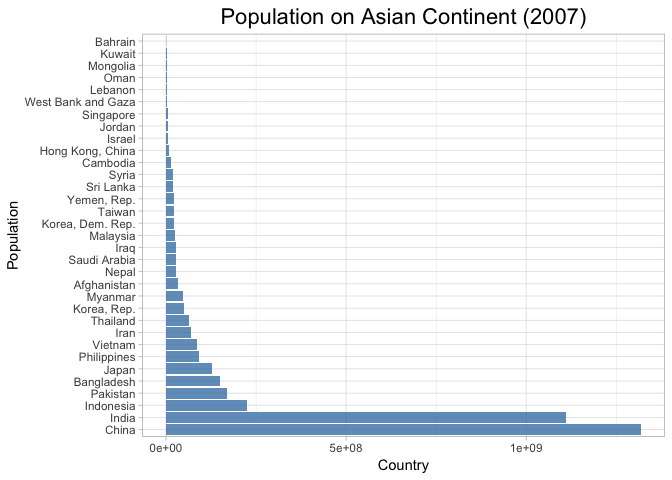 Population on Asian Continent (2007)
Population
Bahrain
Kuwait
Mongolia
Oman
Lebanon
West Bank and Gaza
Singapore
Jordan
Israel
Hong Kong, China
Cambodia
Syria
Sri Lanka
Yemen, Rep.
Taiwan
Korea, Dem. Rep.
Malaysia
Iraq
Saudi Arabia
Nepal
Afghanistan
Myanmar
Korea, Rep.
Thailand
Iran
Vietnam
Philippines
Japan
Bangladesh
Pakistan
Indonesia
India
China
0e+00 5e+08 1e+09
Country